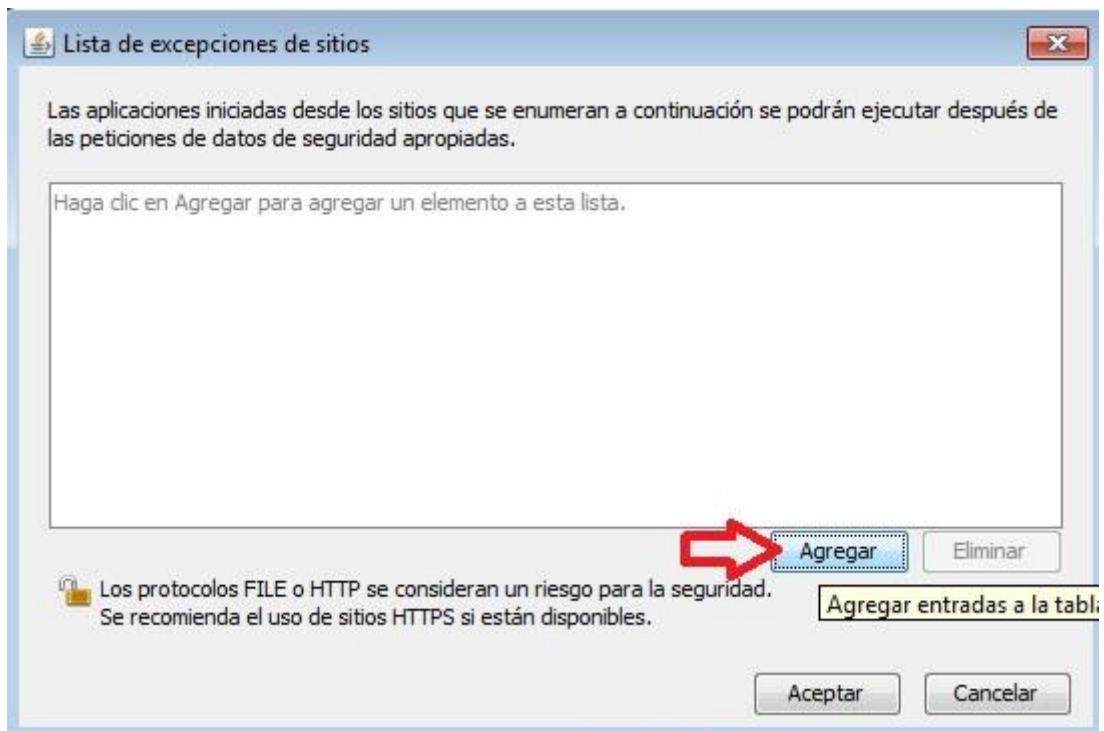 Lista de excepciones de sitios
Las aplicaciones iniciadas desde los sitios que se enumeran a continuación se podrán ejecutar después de
las peticiones de datos de seguridad apropiadas.
Haga clic en Agregar para agregar un elemento a esta lista.
Agregar
Eliminar
Los protocolos FILE o HTTP se consideran un riesgo para la seguridad.
Se recomienda el uso de sitios HTTPS si están disponibles.
Agregar entradas a la tabla
Aceptar
Cancelar